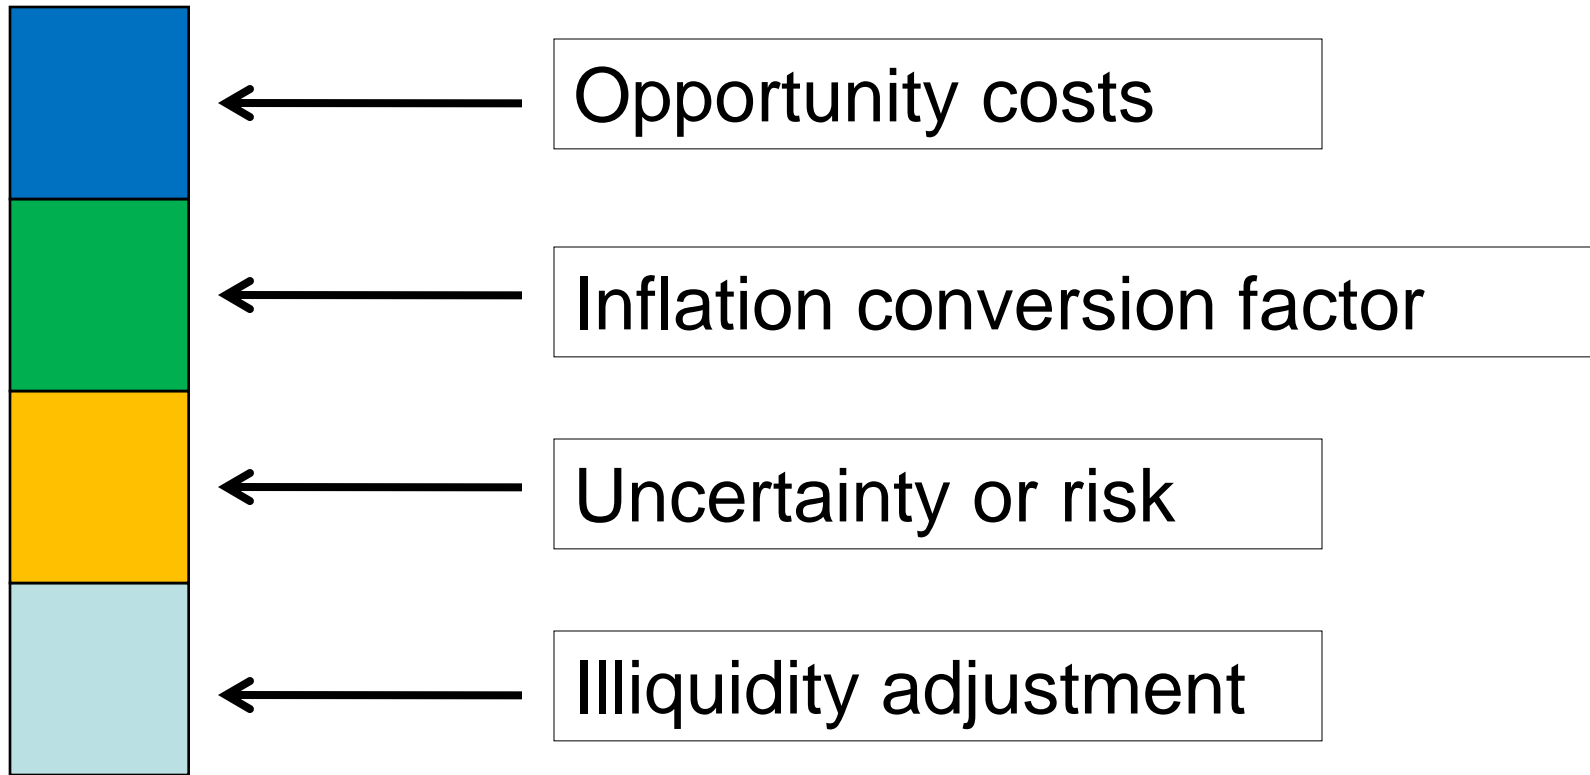 Opportunity costs
Inflation conversion factor
Uncertainty or risk
Illiquidity adjustment